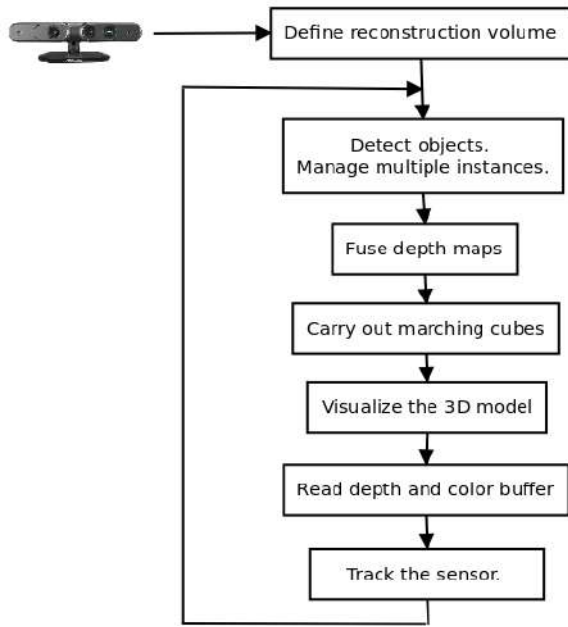 Define reconstruction volume
Detect objects.
Manage multiple instances.
Fuse depth maps
Carry out marching cubes
Visualize the 3D model
Read depth and color buffer
Track the sensor.